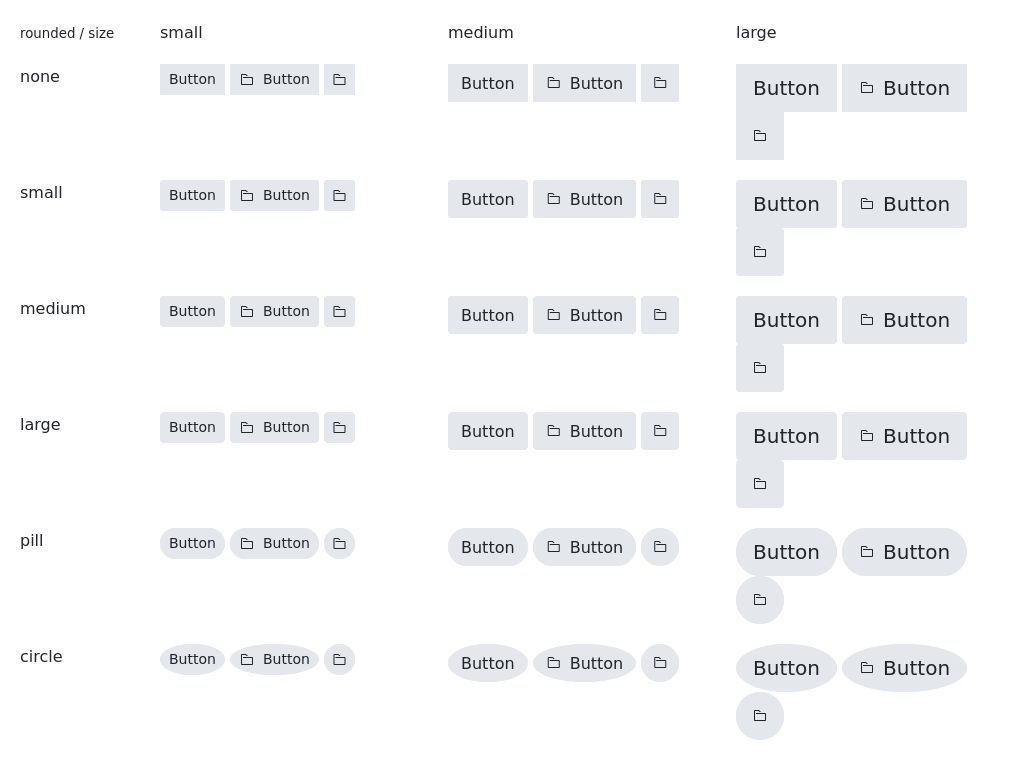 rounded / size small medium large
none Button Button Button Button Button Button
small Button Button Button Button Button Button
medium Button Button Button Button Button Button
large Button Button Button Button Button Button
pill Button Button Button Button Button Button
circle Button Button Button Button Button Button